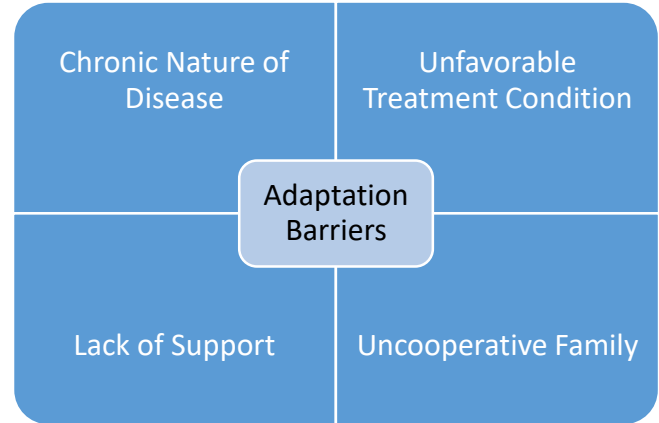 Chronic Nature of
Disease
Unfavorable
Treatment Condition
Adaptation
Barriers
Lack of Support
Uncooperative Family